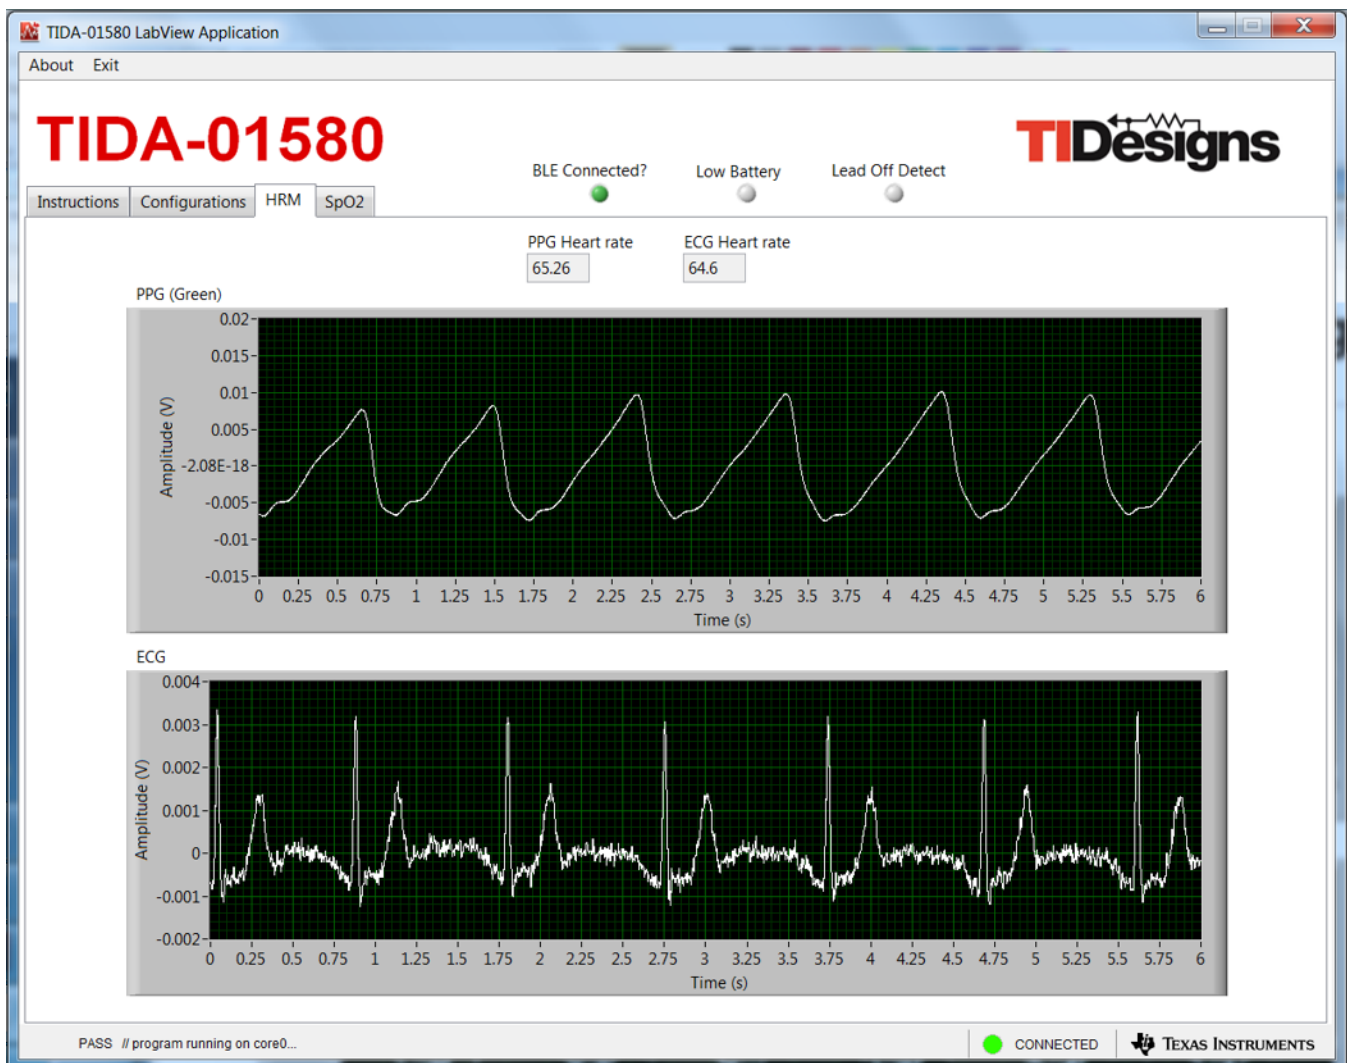 TIDA-01580 LabView Application
About Exit
TIDA-01580
TIDesigns
BLE Connected? Low Battery Lead Off Detect
Instructions Configurations HRM SpO2
PPG Heart rate ECG Heart rate
65.26 64.6
PPG (Green)
0.02
0.015
0.01
0.005
-2.08E-18
-0.005
-0.01
-0.015
Amplitude (V)
0 0.25 0.5 0.75 1 1.25 1.5 1.75 2 2.25 2.5 2.75 3 3.25 3.5 3.75 4 4.25 4.5 4.75 5 5.25 5.5 5.75 6
Time (s)
ECG
0.004
0.003
0.002
0.001
0
-0.001
-0.002
Amplitude (V)
0 0.25 0.5 0.75 1 1.25 1.5 1.75 2 2.25 2.5 2.75 3 3.25 3.5 3.75 4 4.25 4.5 4.75 5 5.25 5.5 5.75 6
Time (s)
PASS // program running on core0... CONNECTED TEXAS INSTRUMENTS